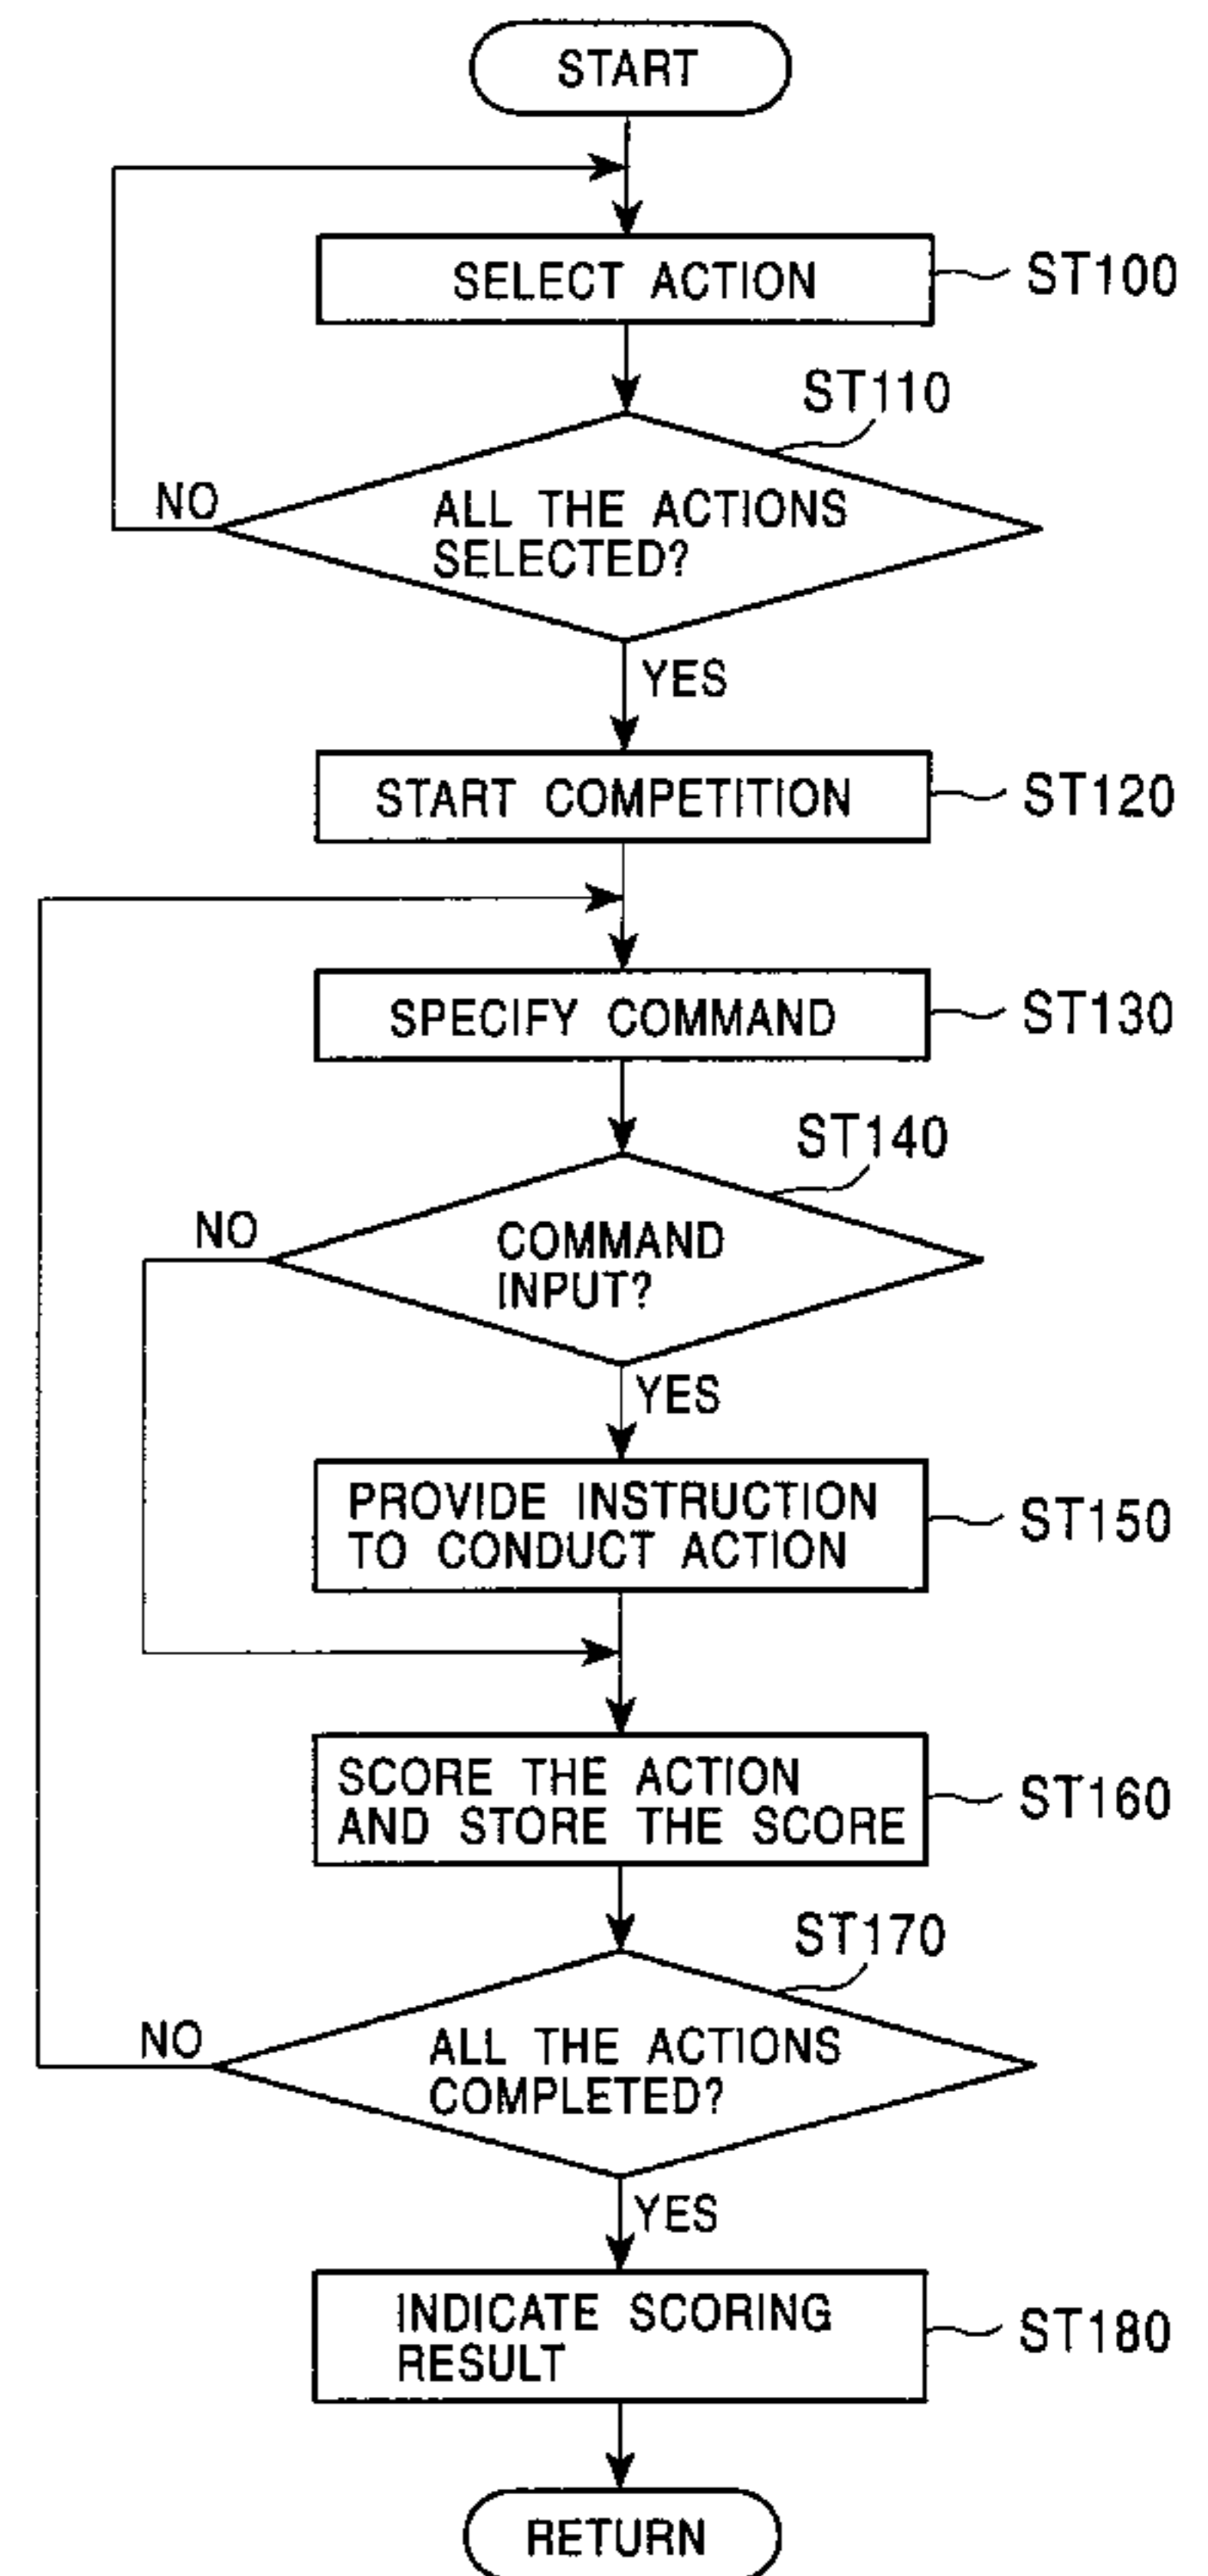 START
SELECT ACTION
ST100
ST110
NO
ALL THE ACTIONS
SELECTED?
YES
START COMPETITION
ST120
SPECIFY COMMAND
ST130
ST140
NO
COMMAND
INPUT?
YES
PROVIDE INSTRUCTION
TO CONDUCT ACTION
ST150
SCORE THE ACTION
AND STORE THE SCORE
ST160
ST170
NO
ALL THE ACTIONS
COMPLETED?
YES
INDICATE SCORING
RESULT
ST180
RETURN